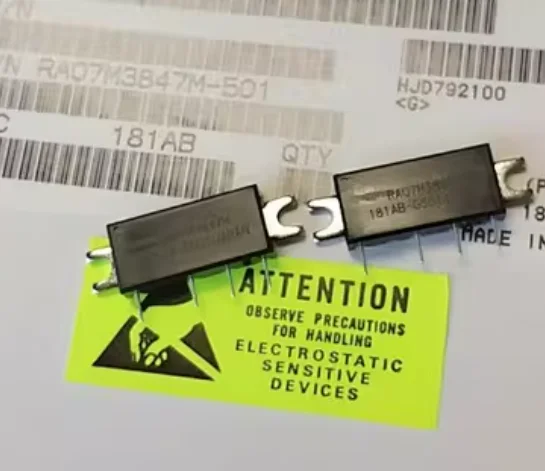 RA07M3847M-501
HJD792100
<G>
181AB
QTY
181AB-G
MADE IN
ATTENTION
OBSERVE PRECAUTIONS
FOR HANDLING
ELECTROSTATIC
SENSITIVE
DEVICES